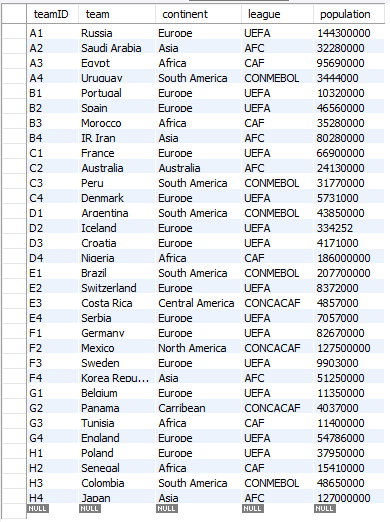 teamID team continent league population
A1 Russia Europe UEFA 144300000
A2 Saudi Arabia Asia AFC 32280000
A3 Egypt Africa CAF 95690000
A4 Uruguay South America CONMEBOL 3444000
B1 Portugal Europe UEFA 10320000
B2 Spain Europe UEFA 46560000
B3 Morocco Africa CAF 35280000
B4 IR Iran Asia AFC 80280000
C1 France Europe UEFA 66900000
C2 Australia Australia AFC 24130000
C3 Peru South America CONMEBOL 31770000
C4 Denmark Europe UEFA 5731000
D1 Argentina South America CONMEBOL 43850000
D2 Iceland Europe UEFA 334252
D3 Croatia Europe UEFA 4171000
D4 Nigeria Africa CAF 186000000
E1 Brazil South America CONMEBOL 207700000
E2 Switzerland Europe UEFA 8372000
E3 Costa Rica Central America CONCACAF 4857000
E4 Serbia Europe UEFA 7057000
F1 Germany Europe UEFA 82670000
F2 Mexico North America CONCACAF 127500000
F3 Sweden Europe UEFA 9903000
F4 Korea Repu... Asia AFC 51250000
G1 Belgium Europe UEFA 11350000
G2 Panama Carribean CONCACAF 4037000
G3 Tunisia Africa CAF 11400000
G4 England Europe UEFA 54786000
H1 Poland Europe UEFA 37950000
H2 Senegal Africa CAF 15410000
H3 Colombia South America CONMEBOL 48650000
H4 Japan Asia AFC 127000000
NULL NULL NULL NULL NULL